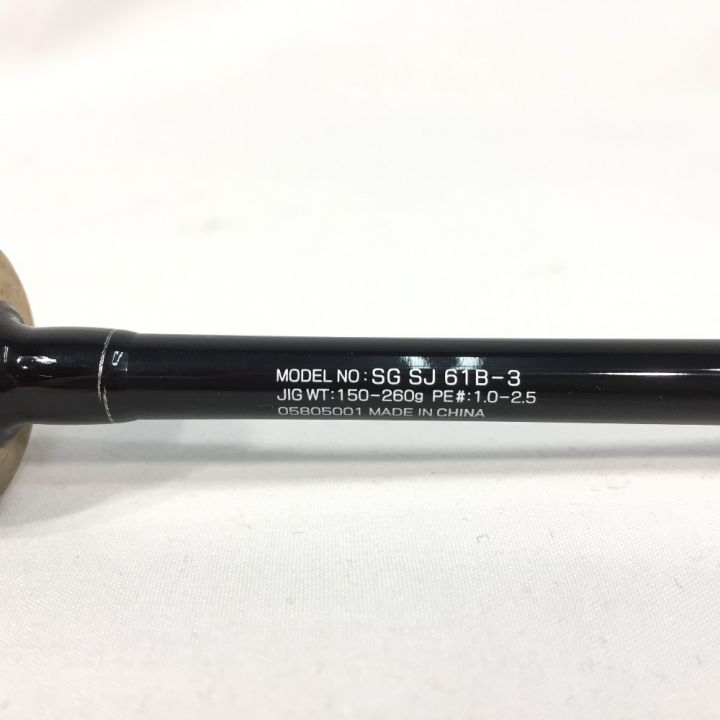 MODEL NO:SG SJ 61B-3
JIG WT:150-260g PE#:1.0-2.5
05805001 MADE IN CHINA